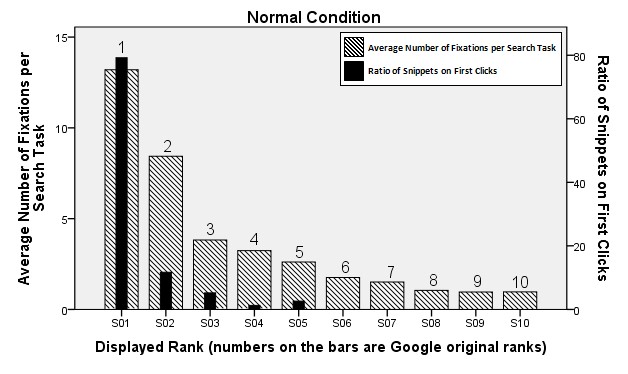 Normal Condition
Average Number of Fixations per Search Task
Ratio of Snippets on First Clicks
Average Number of Fixations per
Search Task
15
10
5
0
Ratio of Snippets on First Clicks
80
60
40
20
0
1
2
3
4
5
6
7
8
9
10
S01 S02 S03 S04 S05 S06 S07 S08 S09 S10
Displayed Rank (numbers on the bars are Google original ranks)